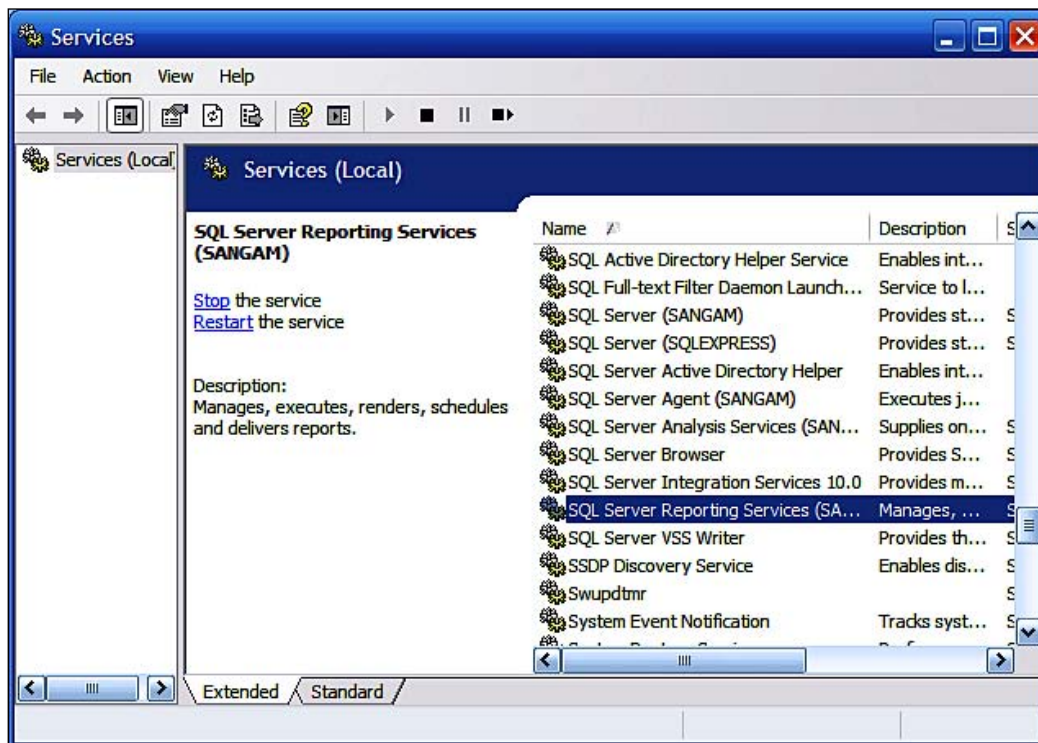 Services
File Action View Help
Services (Local)
Services (Local)
SQL Server Reporting Services
(SANGAM)
Stop the service
Restart the service
Description:
Manages, executes, renders, schedules
and delivers reports.
Name Description S
SQL Active Directory Helper Service Enables int...
SQL Full-text Filter Daemon Launch... Service to l...
SQL Server (SANGAM) Provides st... S
SQL Server (SQLEXPRESS) Provides st... S
SQL Server Active Directory Helper Enables int...
SQL Server Agent (SANGAM) Executes j...
SQL Server Analysis Services (SAN... Supplies on... S
SQL Server Browser Provides S... S
SQL Server Integration Services 10.0 Provides m... S
SQL Server Reporting Services (SA... Manages, ... S
SQL Server VSS Writer Provides th... S
SSDP Discovery Service Enables dis... S
Swupdtmr S
System Event Notification Tracks syst... S
Extended Standard